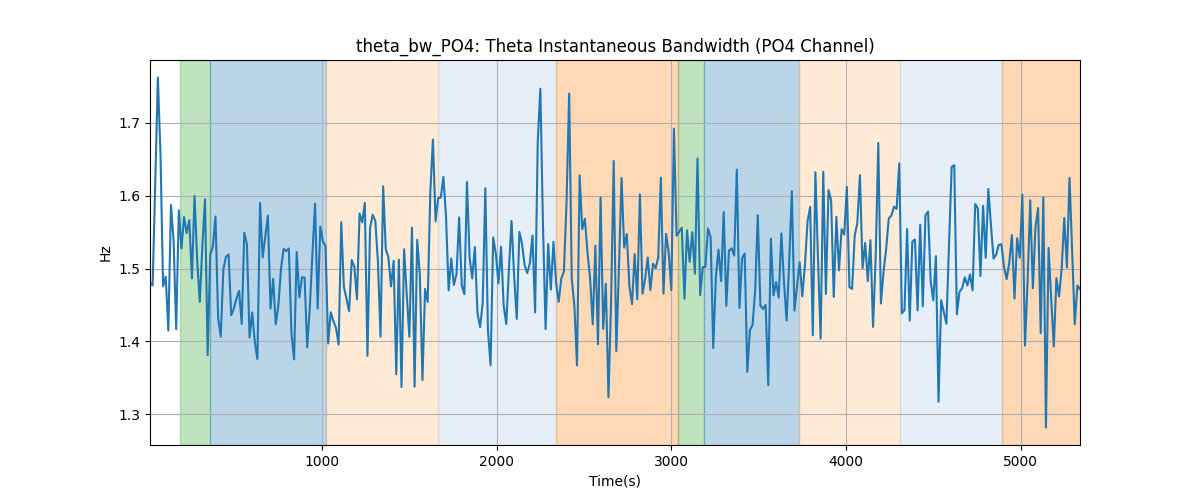 theta_bw_PO4: Theta Instantaneous Bandwidth (PO4 Channel)
Hz
1.7
1.6
1.5
1.4
1.3
1000 2000 3000 4000 5000
Time(s)